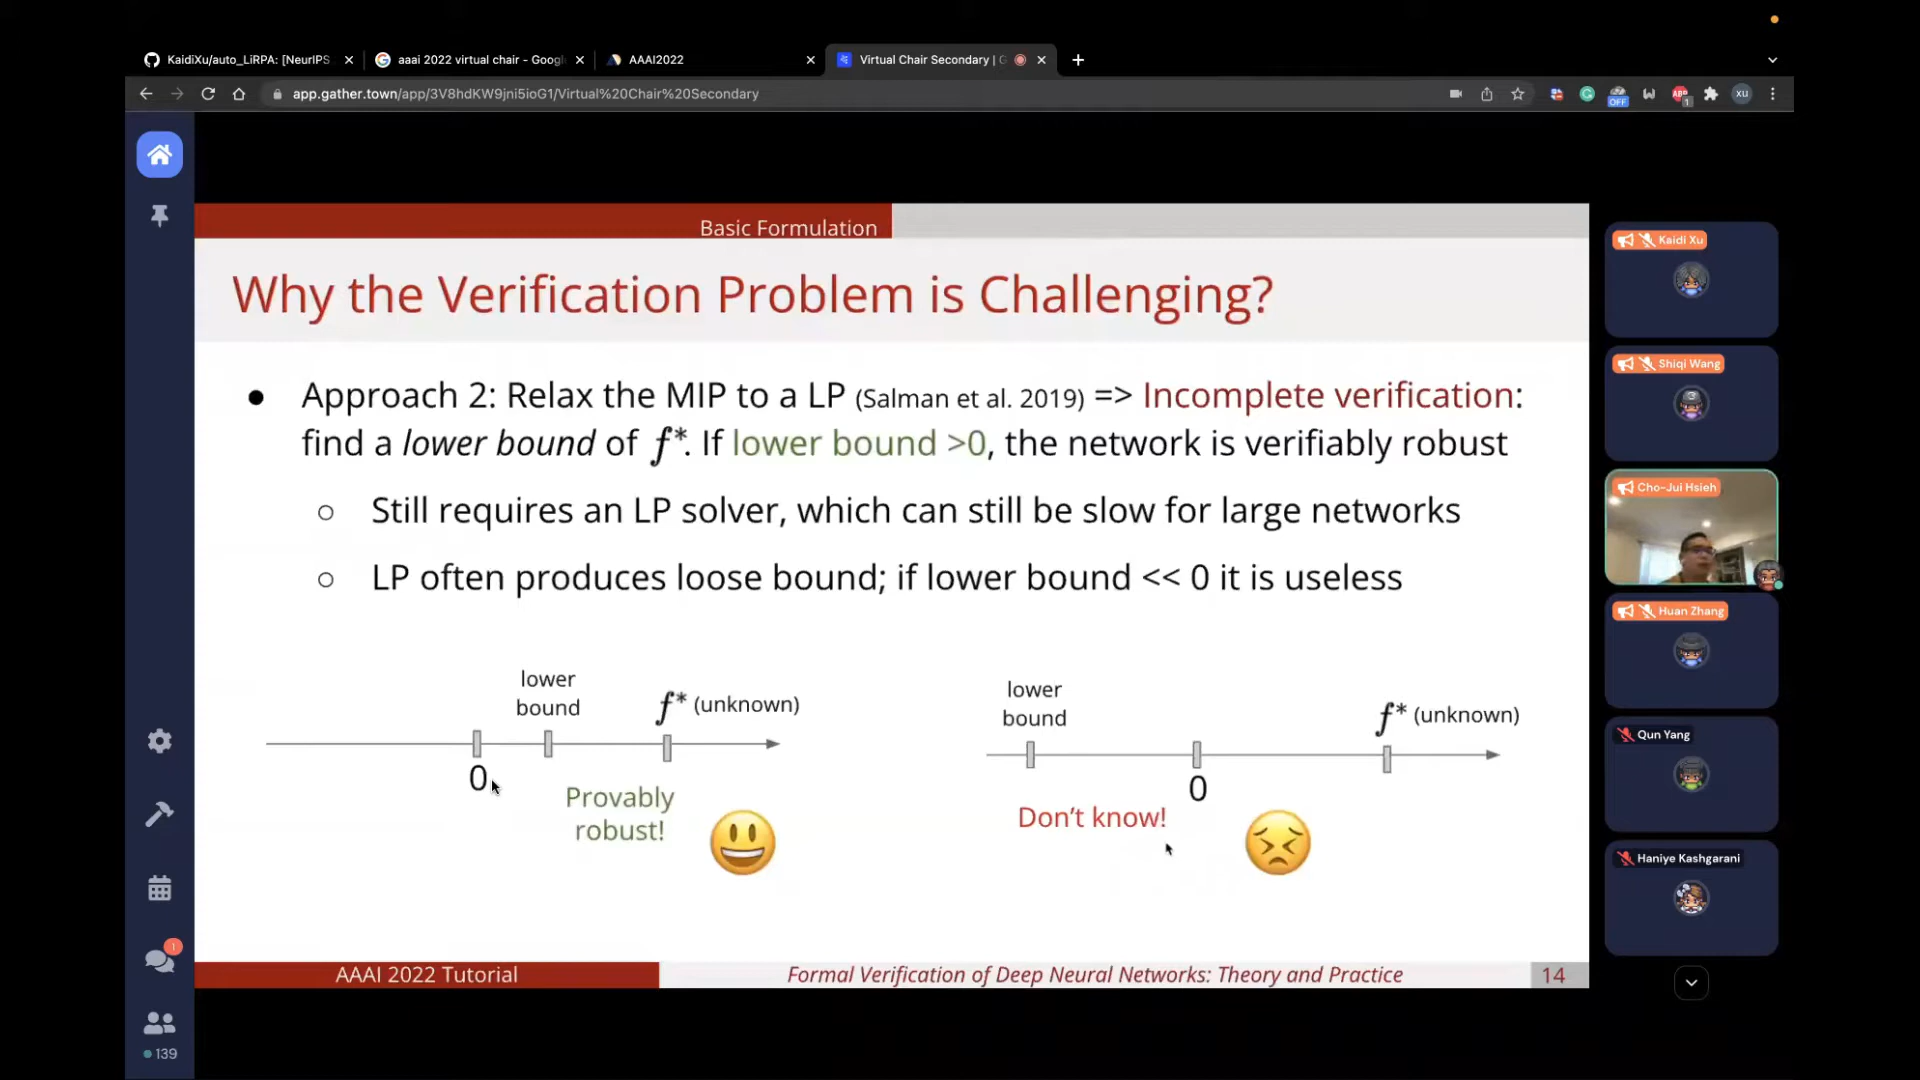 KaidiXu/auto_LiRPA: [NeurIPS
aaai 2022 virtual chair - Googl
AAAI2022
Virtual Chair Secondary | G
app.gather.town/app/3V8hdKW9jni5ioG1/Virtual%20Chair%20Secondary
OFF
ABP
1
XU
Basic Formulation
Why the Verification Problem is Challenging?
● Approach 2: Relax the MIP to a LP (Salman et al. 2019) => Incomplete verification:
find a lower bound of f*. If lower bound >0, the network is verifiably robust
○ Still requires an LP solver, which can still be slow for large networks
○ LP often produces loose bound; if lower bound << 0 it is useless
lower
bound
f* (unknown)
0
Provably
robust!
lower
bound
f* (unknown)
0
Don't know!
AAAI 2022 Tutorial
Formal Verification of Deep Neural Networks: Theory and Practice
14
Kaidi Xu
Shiqi Wang
Cho-Jui Hsieh
Huan Zhang
Qun Yang
Haniye Kashgarani
1
139